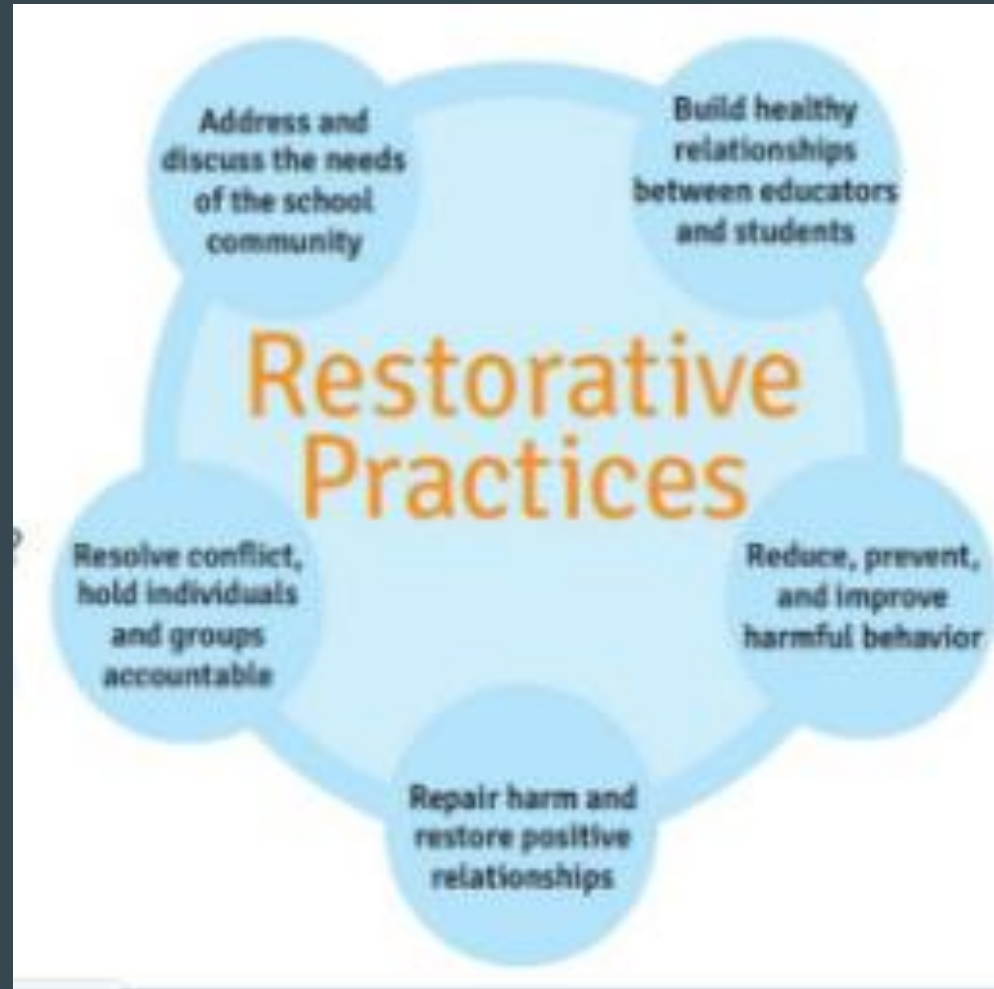 Address and
discuss the needs
of the school
community
Build healthy
relationships
between educators
and students
Restorative
Practices
Resolve conflict,
hold individuals
and groups
accountable
Reduce, prevent,
and improve
harmful behavior
Repair harm and
restore positive
relationships